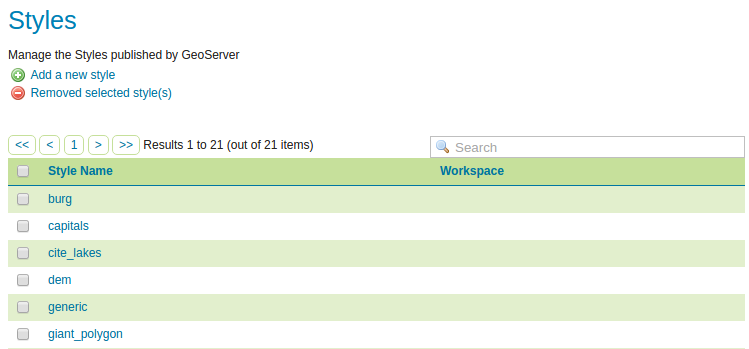 Styles
Manage the Styles published by GeoServer
Add a new style
Removed selected style(s)
<< < 1 > >> Results 1 to 21 (out of 21 items) Search
Style Name Workspace
burg
capitals
cite_lakes
dem
generic
giant_polygon